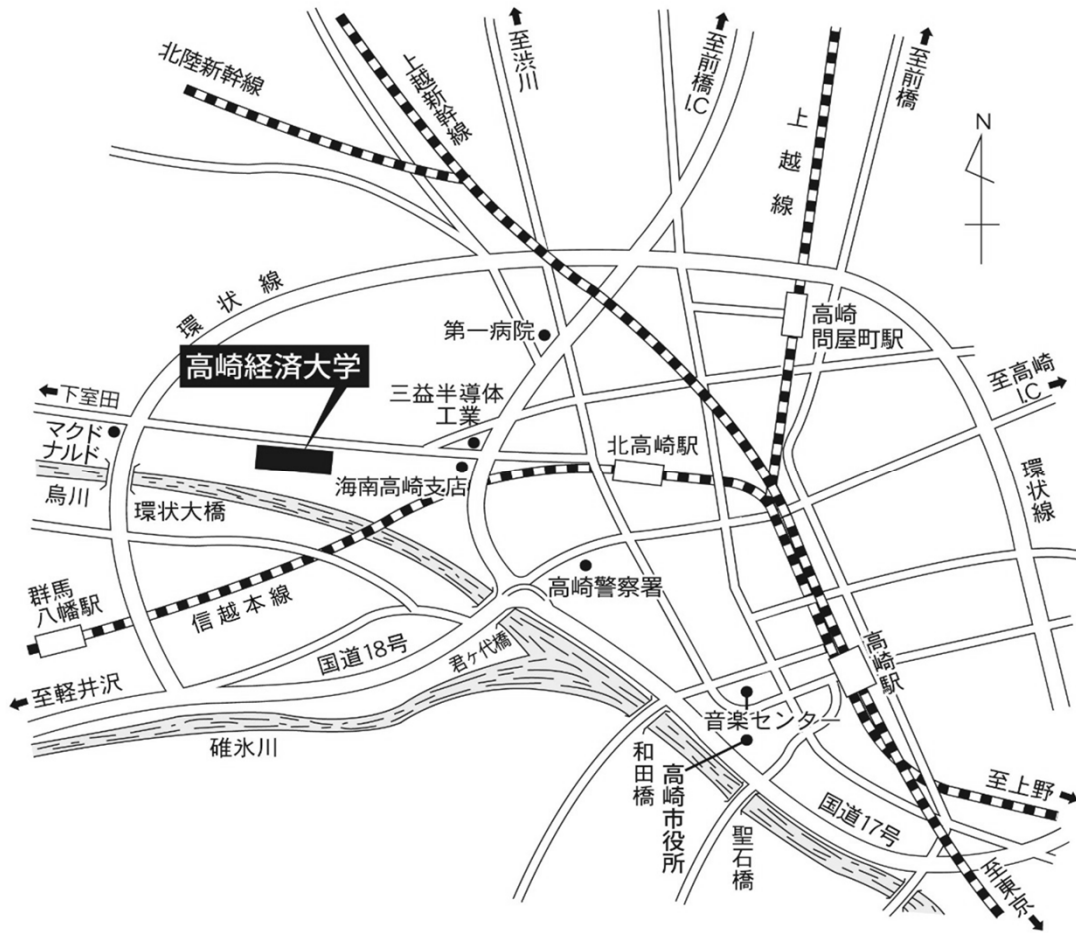 北陸新幹線
上越新幹線
至渋川
至前橋
I.C
上越線
至前橋
N
環状線
第一病院
高崎
問屋町駅
高崎経済大学
下室田
三益半導体
工業
至高崎
I.C
マクド
ナルド
北高崎駅
海南高崎支店
烏川
環状大橋
環状線
高崎警察署
群馬
八幡駅
信越本線
国道18号
君ヶ代橋
高崎駅
至軽井沢
音楽センター
碓氷川
和田橋
高崎市役所
至上野
国道17号
聖石橋
至東京